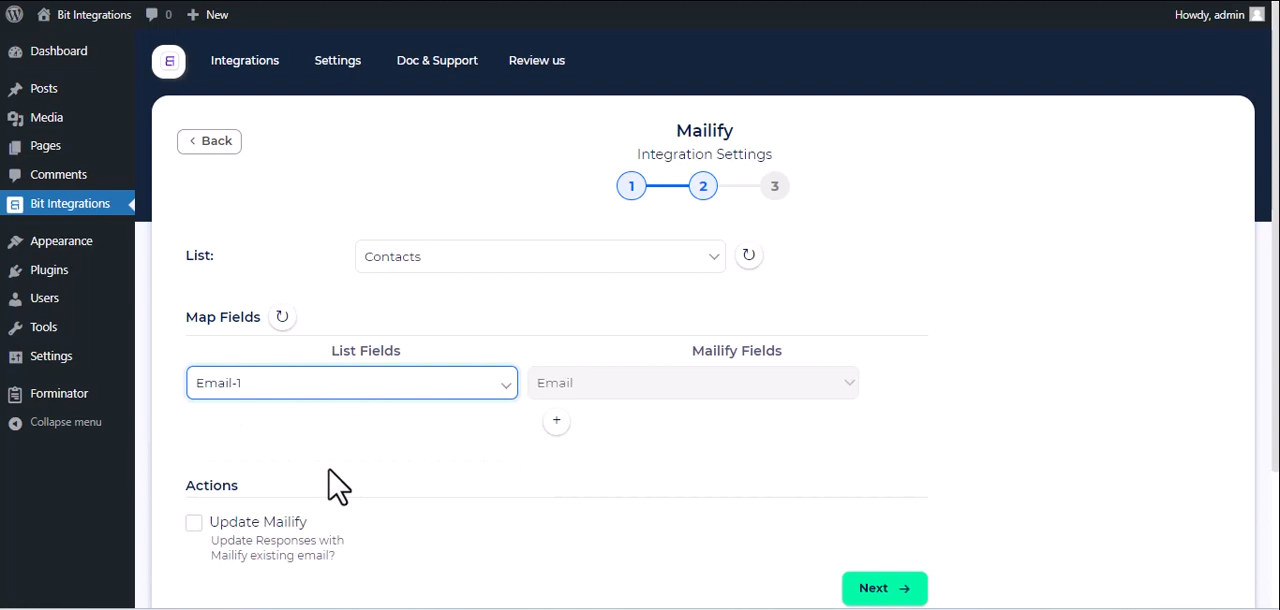 Bit Integrations 0 New Howdy, admin
Dashboard
Posts
Media
Pages
Comments
Bit Integrations
Appearance
Plugins
Users
Tools
Settings
Forminator
Collapse menu
Integrations Settings Doc & Support Review us
Back
Mailify
Integration Settings
1 2 3
List: Contacts
Map Fields
List Fields Mailify Fields
Email-1 Email
+
Actions
Update Mailify
Update Responses with
Mailify existing email?
Next →